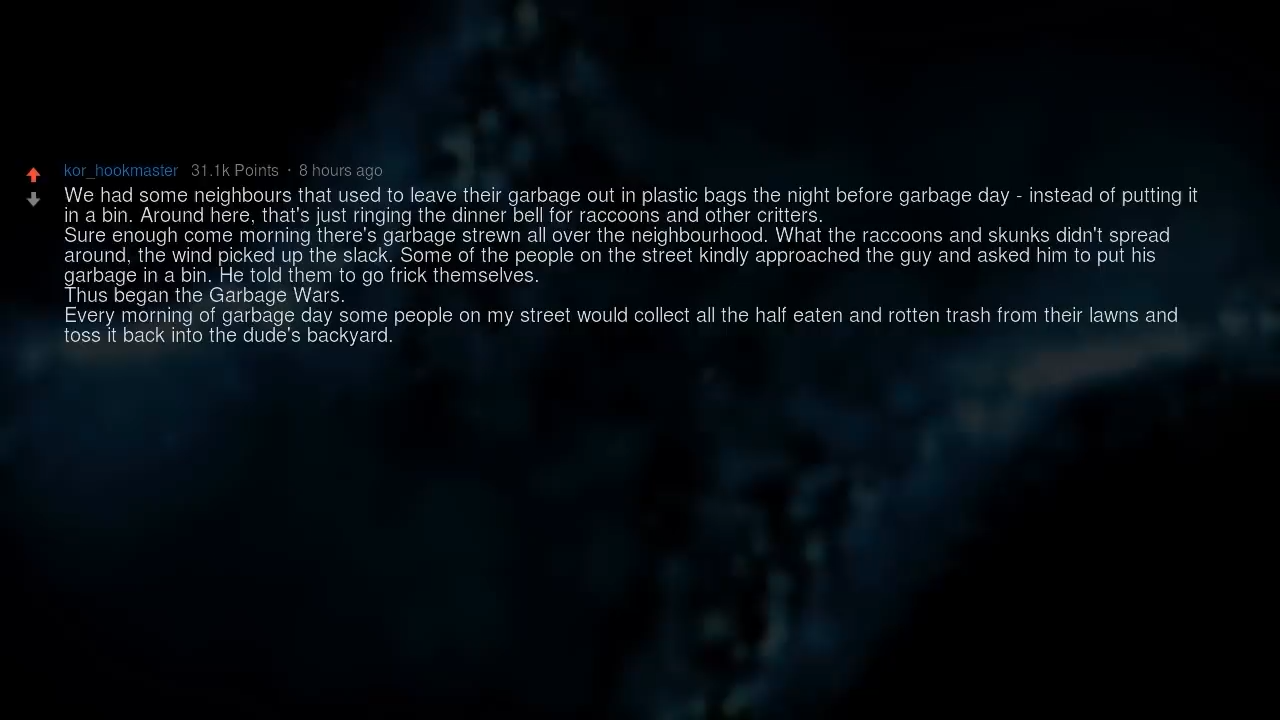 kor_hookmaster 31.1k Points · 8 hours ago
We had some neighbours that used to leave their garbage out in plastic bags the night before garbage day - instead of putting it
in a bin. Around here, that's just ringing the dinner bell for raccoons and other critters.
Sure enough come morning there's garbage strewn all over the neighbourhood. What the raccoons and skunks didn't spread
around, the wind picked up the slack. Some of the people on the street kindly approached the guy and asked him to put his
garbage in a bin. He told them to go frick themselves.
Thus began the Garbage Wars.
Every morning of garbage day some people on my street would collect all the half eaten and rotten trash from their lawns and
toss it back into the dude's backyard.